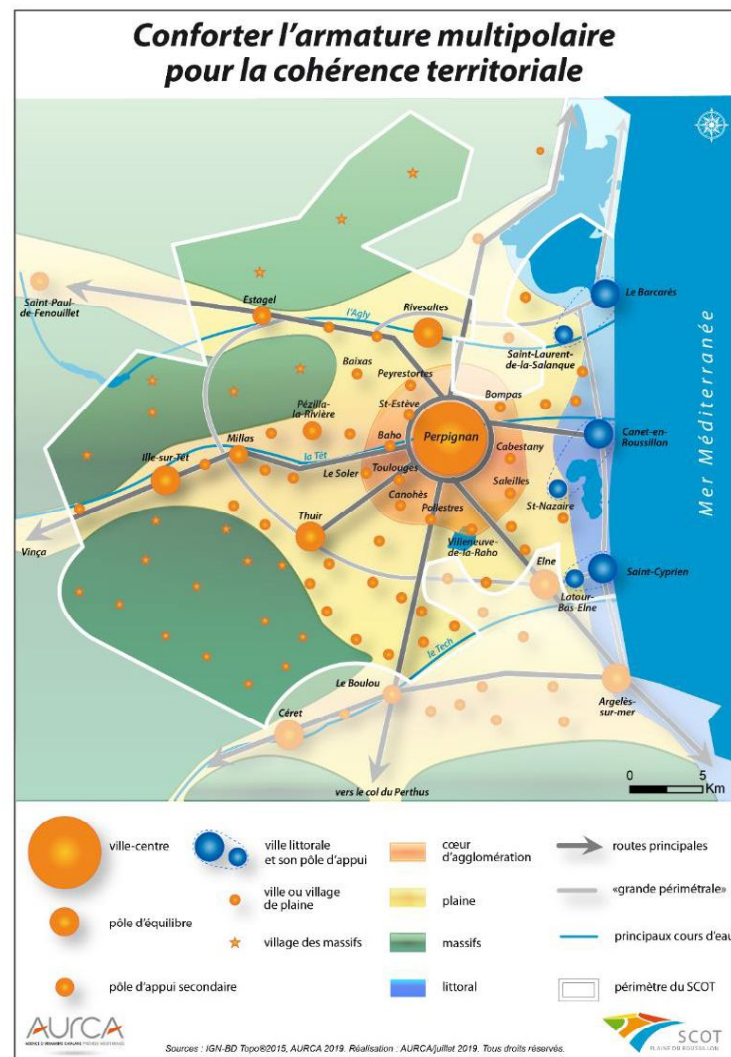 Conforter l'armature multipolaire
pour la cohérence territoriale
Saint-Paul-
de-Fenouillet
Estagel
l'Agly
Rivesaltes
Le Barcarès
Saint-Laurent-
de-la-Salanque
Baixas
Peyrestortes
Pézilla-
la-Rivière
St-Estève
Bompas
Perpignan
Canet-en-
Roussillon
Mer Méditerranée
Millas
la Têt
Baho
Cabestany
Ille-sur-Têt
Le Soler
Toulouges
Saleilles
Canohès
St-Nazaire
Thuir
Pollestres
Vinça
Villeneuve-
de-la-Raho
Elne
Saint-Cyprien
Latour-
Bas-Elne
le Tech
Le Boulou
Céret
Argelès-
sur-mer
vers le col du Perthus
0 5
Km
ville-centre
pôle d'équilibre
pôle d'appui secondaire
ville littorale
et son pôle d'appui
ville ou village
de plaine
village des massifs
cœur
d'agglomération
plaine
massifs
littoral
routes principales
«grande périmétrale»
principaux cours d'eau
périmètre du SCOT
AURCA
SCOT
PLAINE DU ROUSSILLON
Sources : IGN-BD Topo®2015, AURCA 2019. Réalisation : AURCA/juillet 2019. Tous droits réservés.